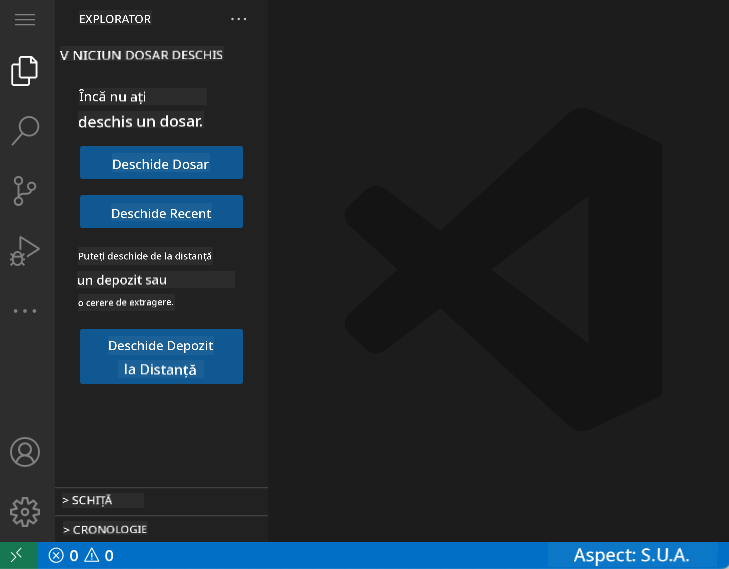 EXPLORATOR
V NICIUN DOSAR DESCHIS
Încă nu ați
deschis un dosar.
Deschide Dosar
Deschide Recent
Puteți deschide de la distanță
un depozit sau
o cerere de extragere.
Deschide Depozit
la Distanță
> SCHIȚĂ
> CRONOLOGIE
0 0
Aspect: S.U.A.